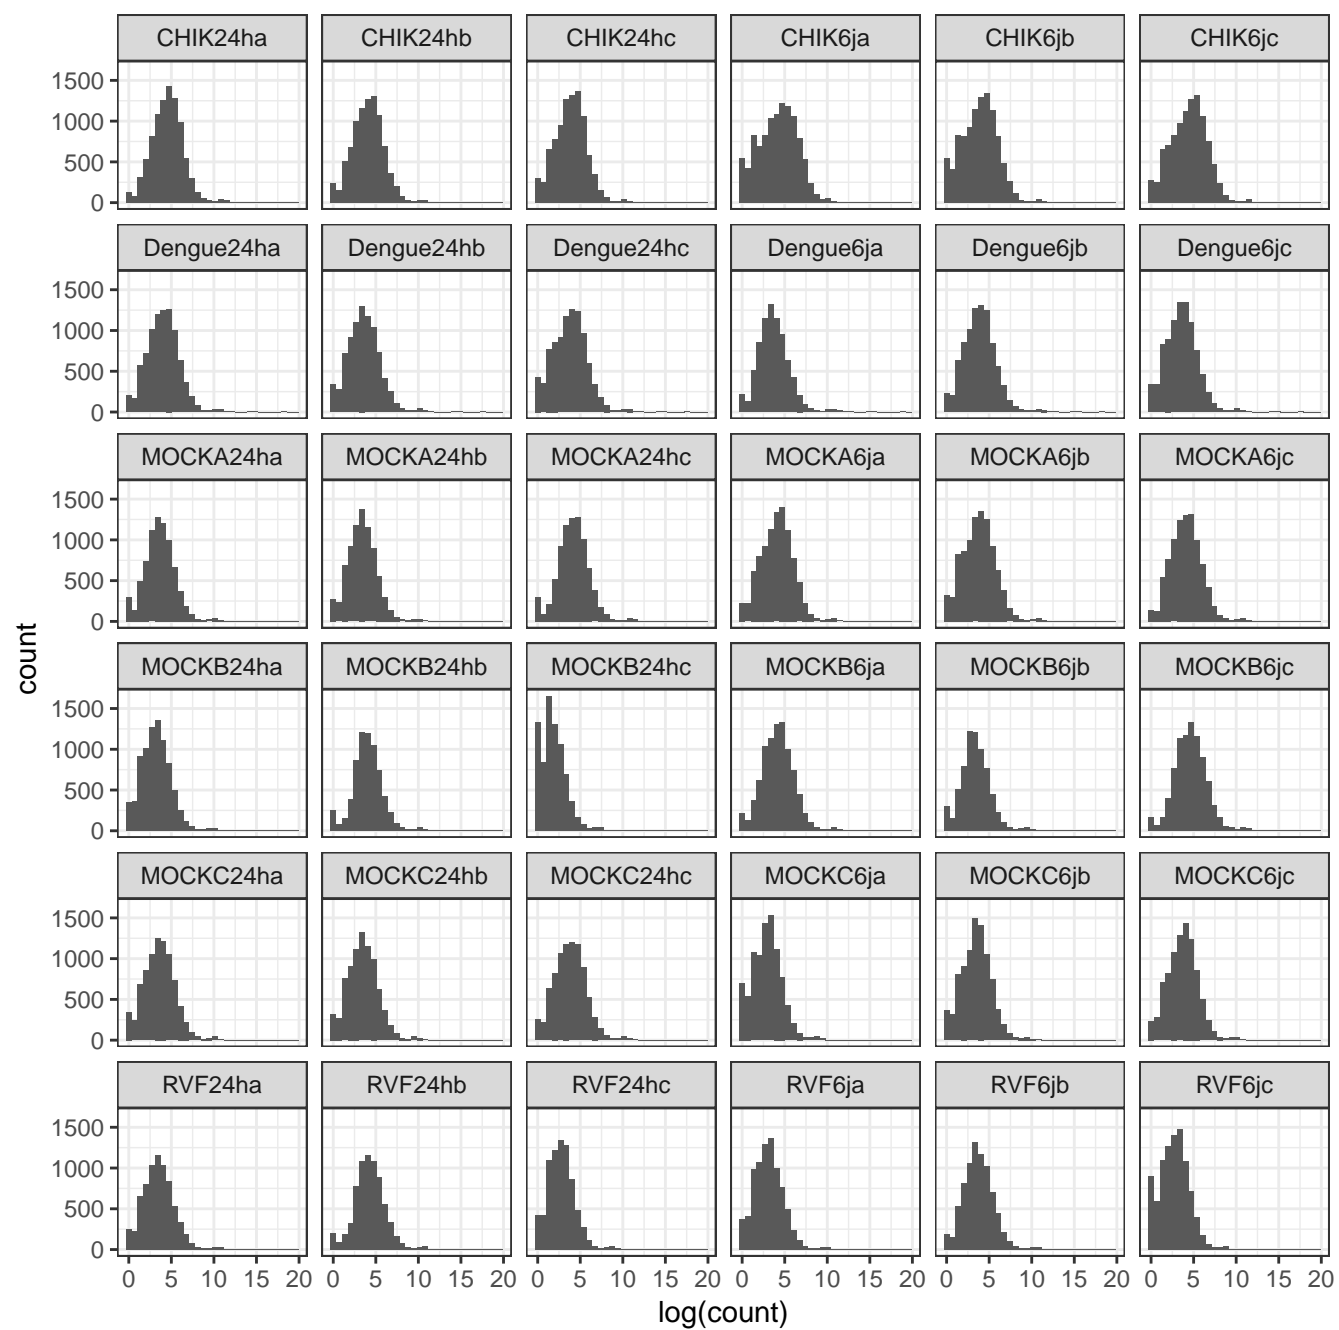 CHIK24ha CHIK24hb CHIK24hc CHIK6ja CHIK6jb CHIK6jc
1500
1000
500
0
Dengue24ha Dengue24hb Dengue24hc Dengue6ja Dengue6jb Dengue6jc
1500
1000
500
0
MOCKA24ha MOCKA24hb MOCKA24hc MOCKA6ja MOCKA6jb MOCKA6jc
1500
1000
500
0
count
MOCKB24ha MOCKB24hb MOCKB24hc MOCKB6ja MOCKB6jb MOCKB6jc
1500
1000
500
0
MOCKC24ha MOCKC24hb MOCKC24hc MOCKC6ja MOCKC6jb MOCKC6jc
1500
1000
500
0
RVF24ha RVF24hb RVF24hc RVF6ja RVF6jb RVF6jc
1500
1000
500
0
0 5 10 15 20 0 5 10 15 20 0 5 10 15 20 0 5 10 15 20 0 5 10 15 20 0 5 10 15 20
log(count)